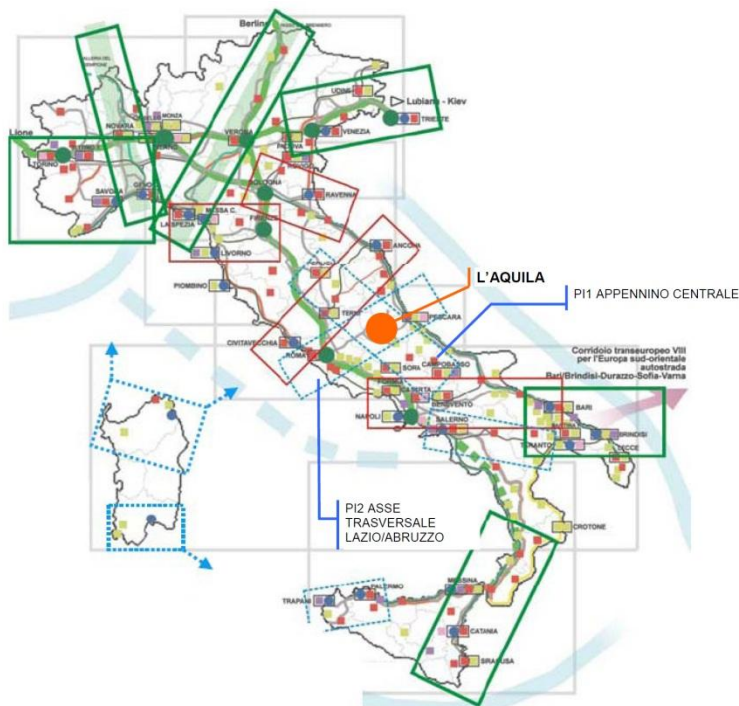 Berlino
UDINE
Lubiana - Kiev
TRIESTE
VENEZIA
PADOVA
VERONA
MONZA
NOVARA
Lione
TORINO
SAVONA
GENOVA
BOLOGNA
RAVENNA
MASSA C.
LA SPEZIA
FIRENZE
LIVORNO
ANCONA
PIOMBINO
L'AQUILA
PI1 APPENNINO CENTRALE
TERNI
PESCARA
CIVITAVECCHIA
ROMA
SORA
CAMPOBASSO
Corridoio transeuropeo VIII
per l'Europa sud-orientale
autostrada
Bari/Brindisi-Durazzo-Sofia-Varna
CASERTA
BENEVENTO
NAPOLI
SALERNO
BARI
BRINDISI
TARANTO
LECCE
PI2 ASSE
TRASVERSALE
LAZIO/ABRUZZO
CROTONE
TRAPANI
PALERMO
MESSINA
CATANIA
SIRACUSA